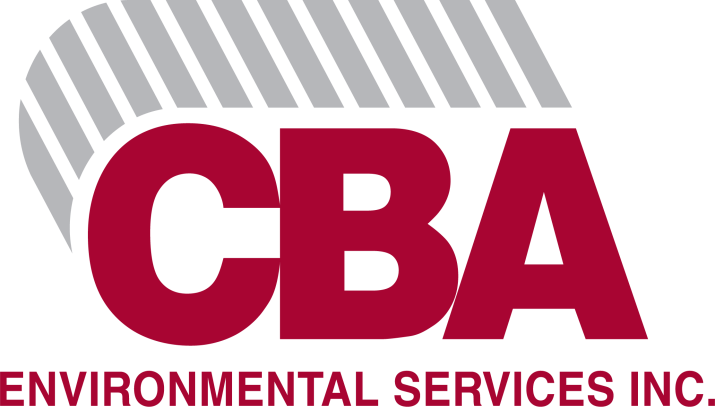 CBA
ENVIRONMENTAL SERVICES INC.